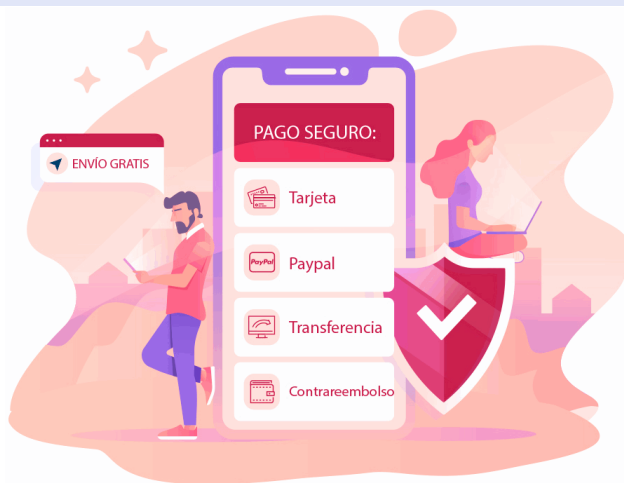 PAGO SEGURO:
ENVÍO GRATIS
Tarjeta
PayPal
Paypal
Transferencia
Contrareembolso